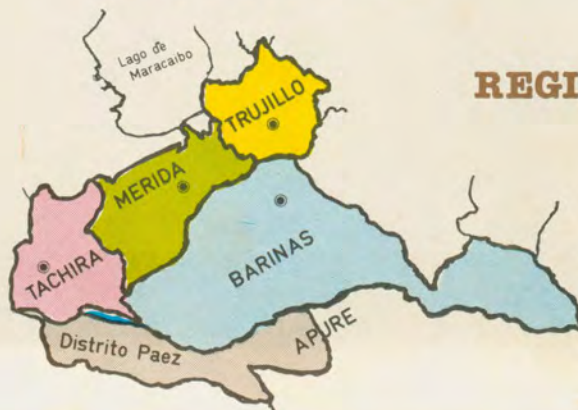 Lago de
Maracaibo
REGI
TRUJILLO
MERIDA
BARINAS
TACHIRA
APURE
Distrito Paez